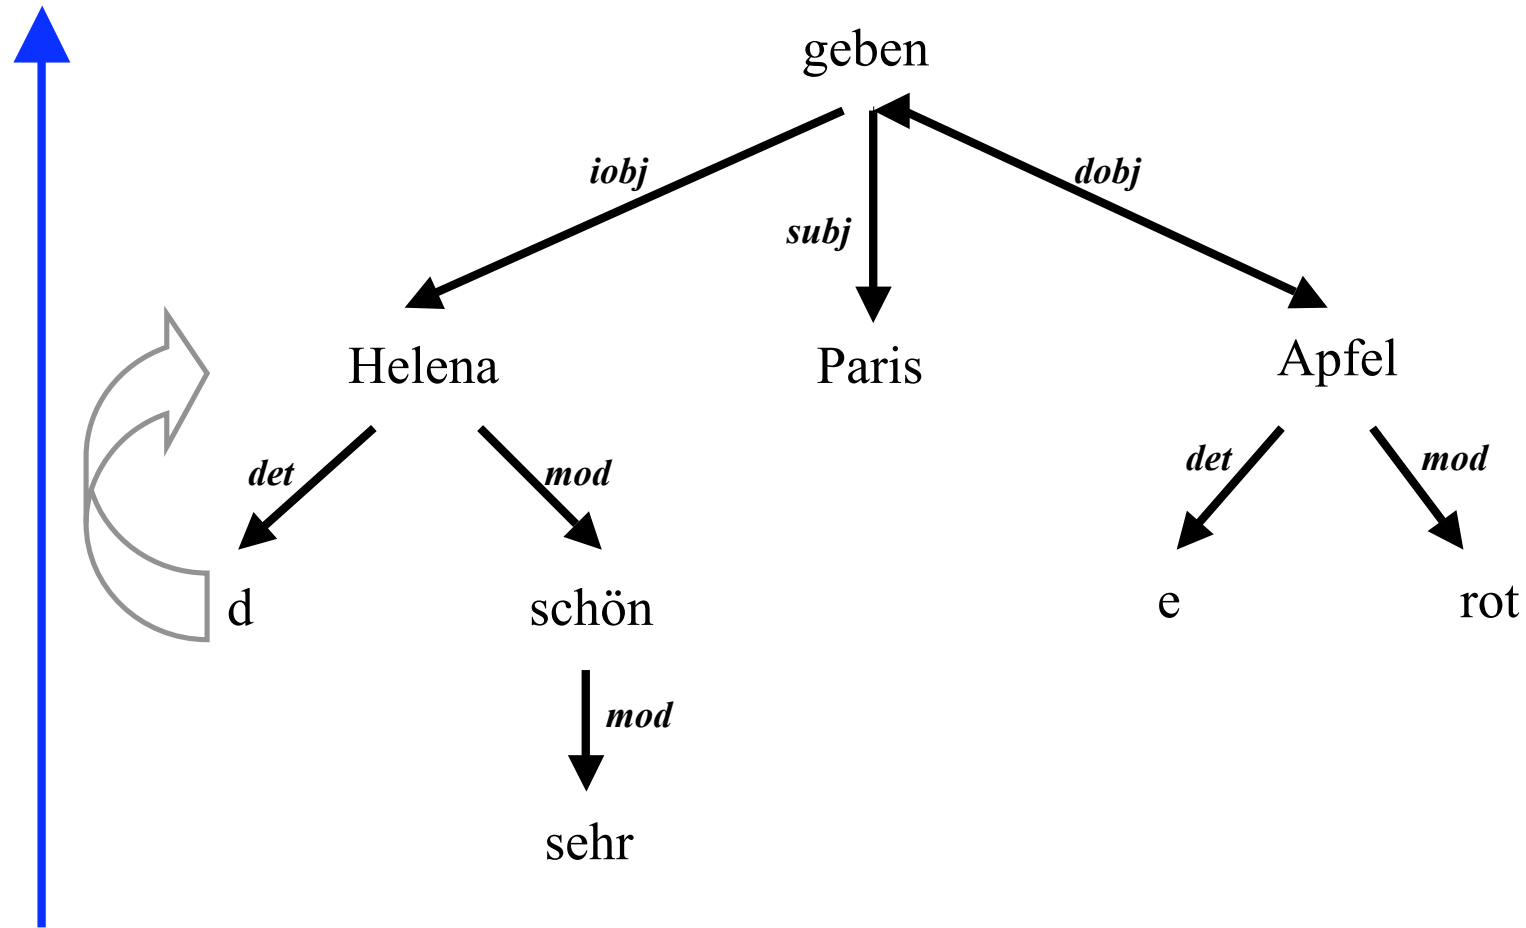 geben
iobj
subj
dobj
Helena
Paris
Apfel
det
mod
det
mod
d
schön
e
rot
mod
sehr